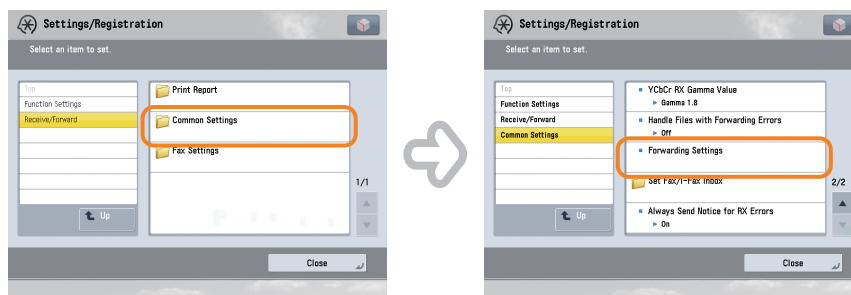 Settings/Registration
Select an item to set.
Top
Function Settings
Receive/Forward
Up
Print Report
Common Settings
Fax Settings
1/1
Close
Settings/Registration
Select an item to set.
Top
Function Settings
Receive/Forward
Common Settings
Up
YCbCr RX Gamma Value
Gamma 1.8
Handle Files with Forwarding Errors
Off
Forwarding Settings
Set Fax/I-Fax Inbox
Always Send Notice for RX Errors
On
2/2
Close